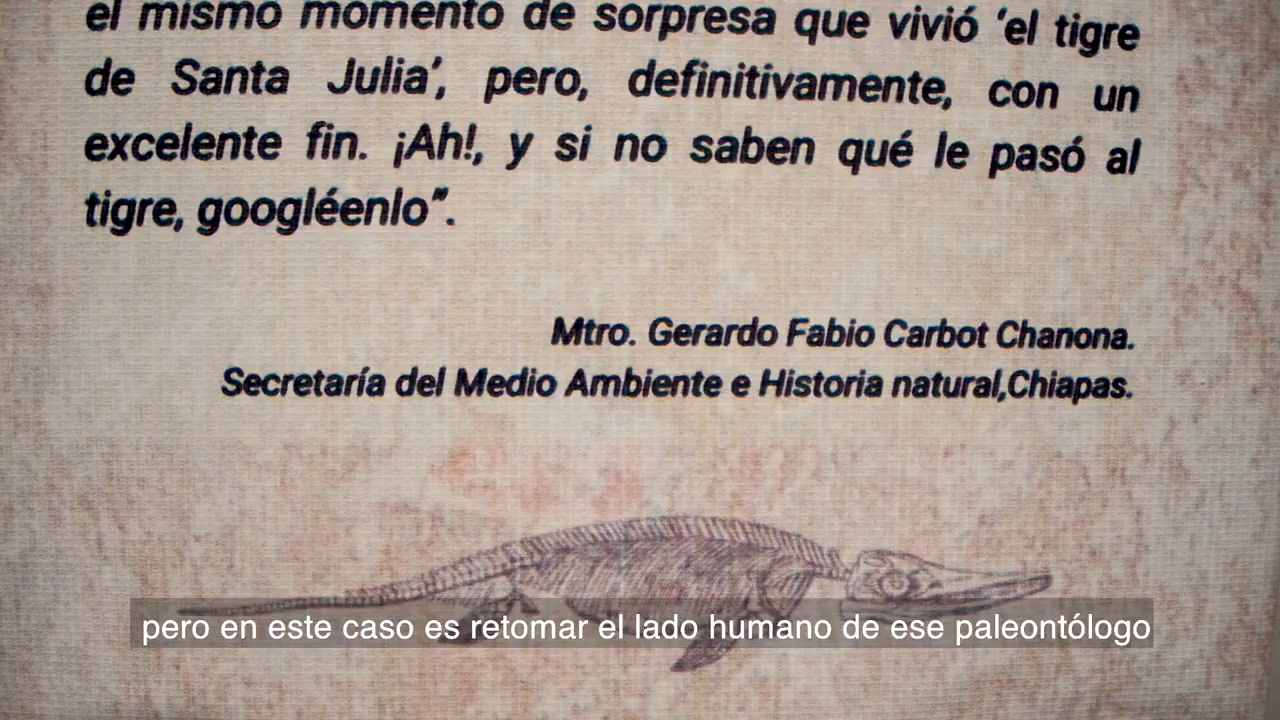 el mismo momento de sorpresa que vivió ‘el tigre
de Santa Julia’, pero, definitivamente, con un
excelente fin. ¡Ah!, y si no saben qué le pasó al
tigre, googléenlo”.
Mtro. Gerardo Fabio Carbot Chanona.
Secretaría del Medio Ambiente e Historia natural,Chiapas.
pero en este caso es retomar el lado humano de ese paleontólogo